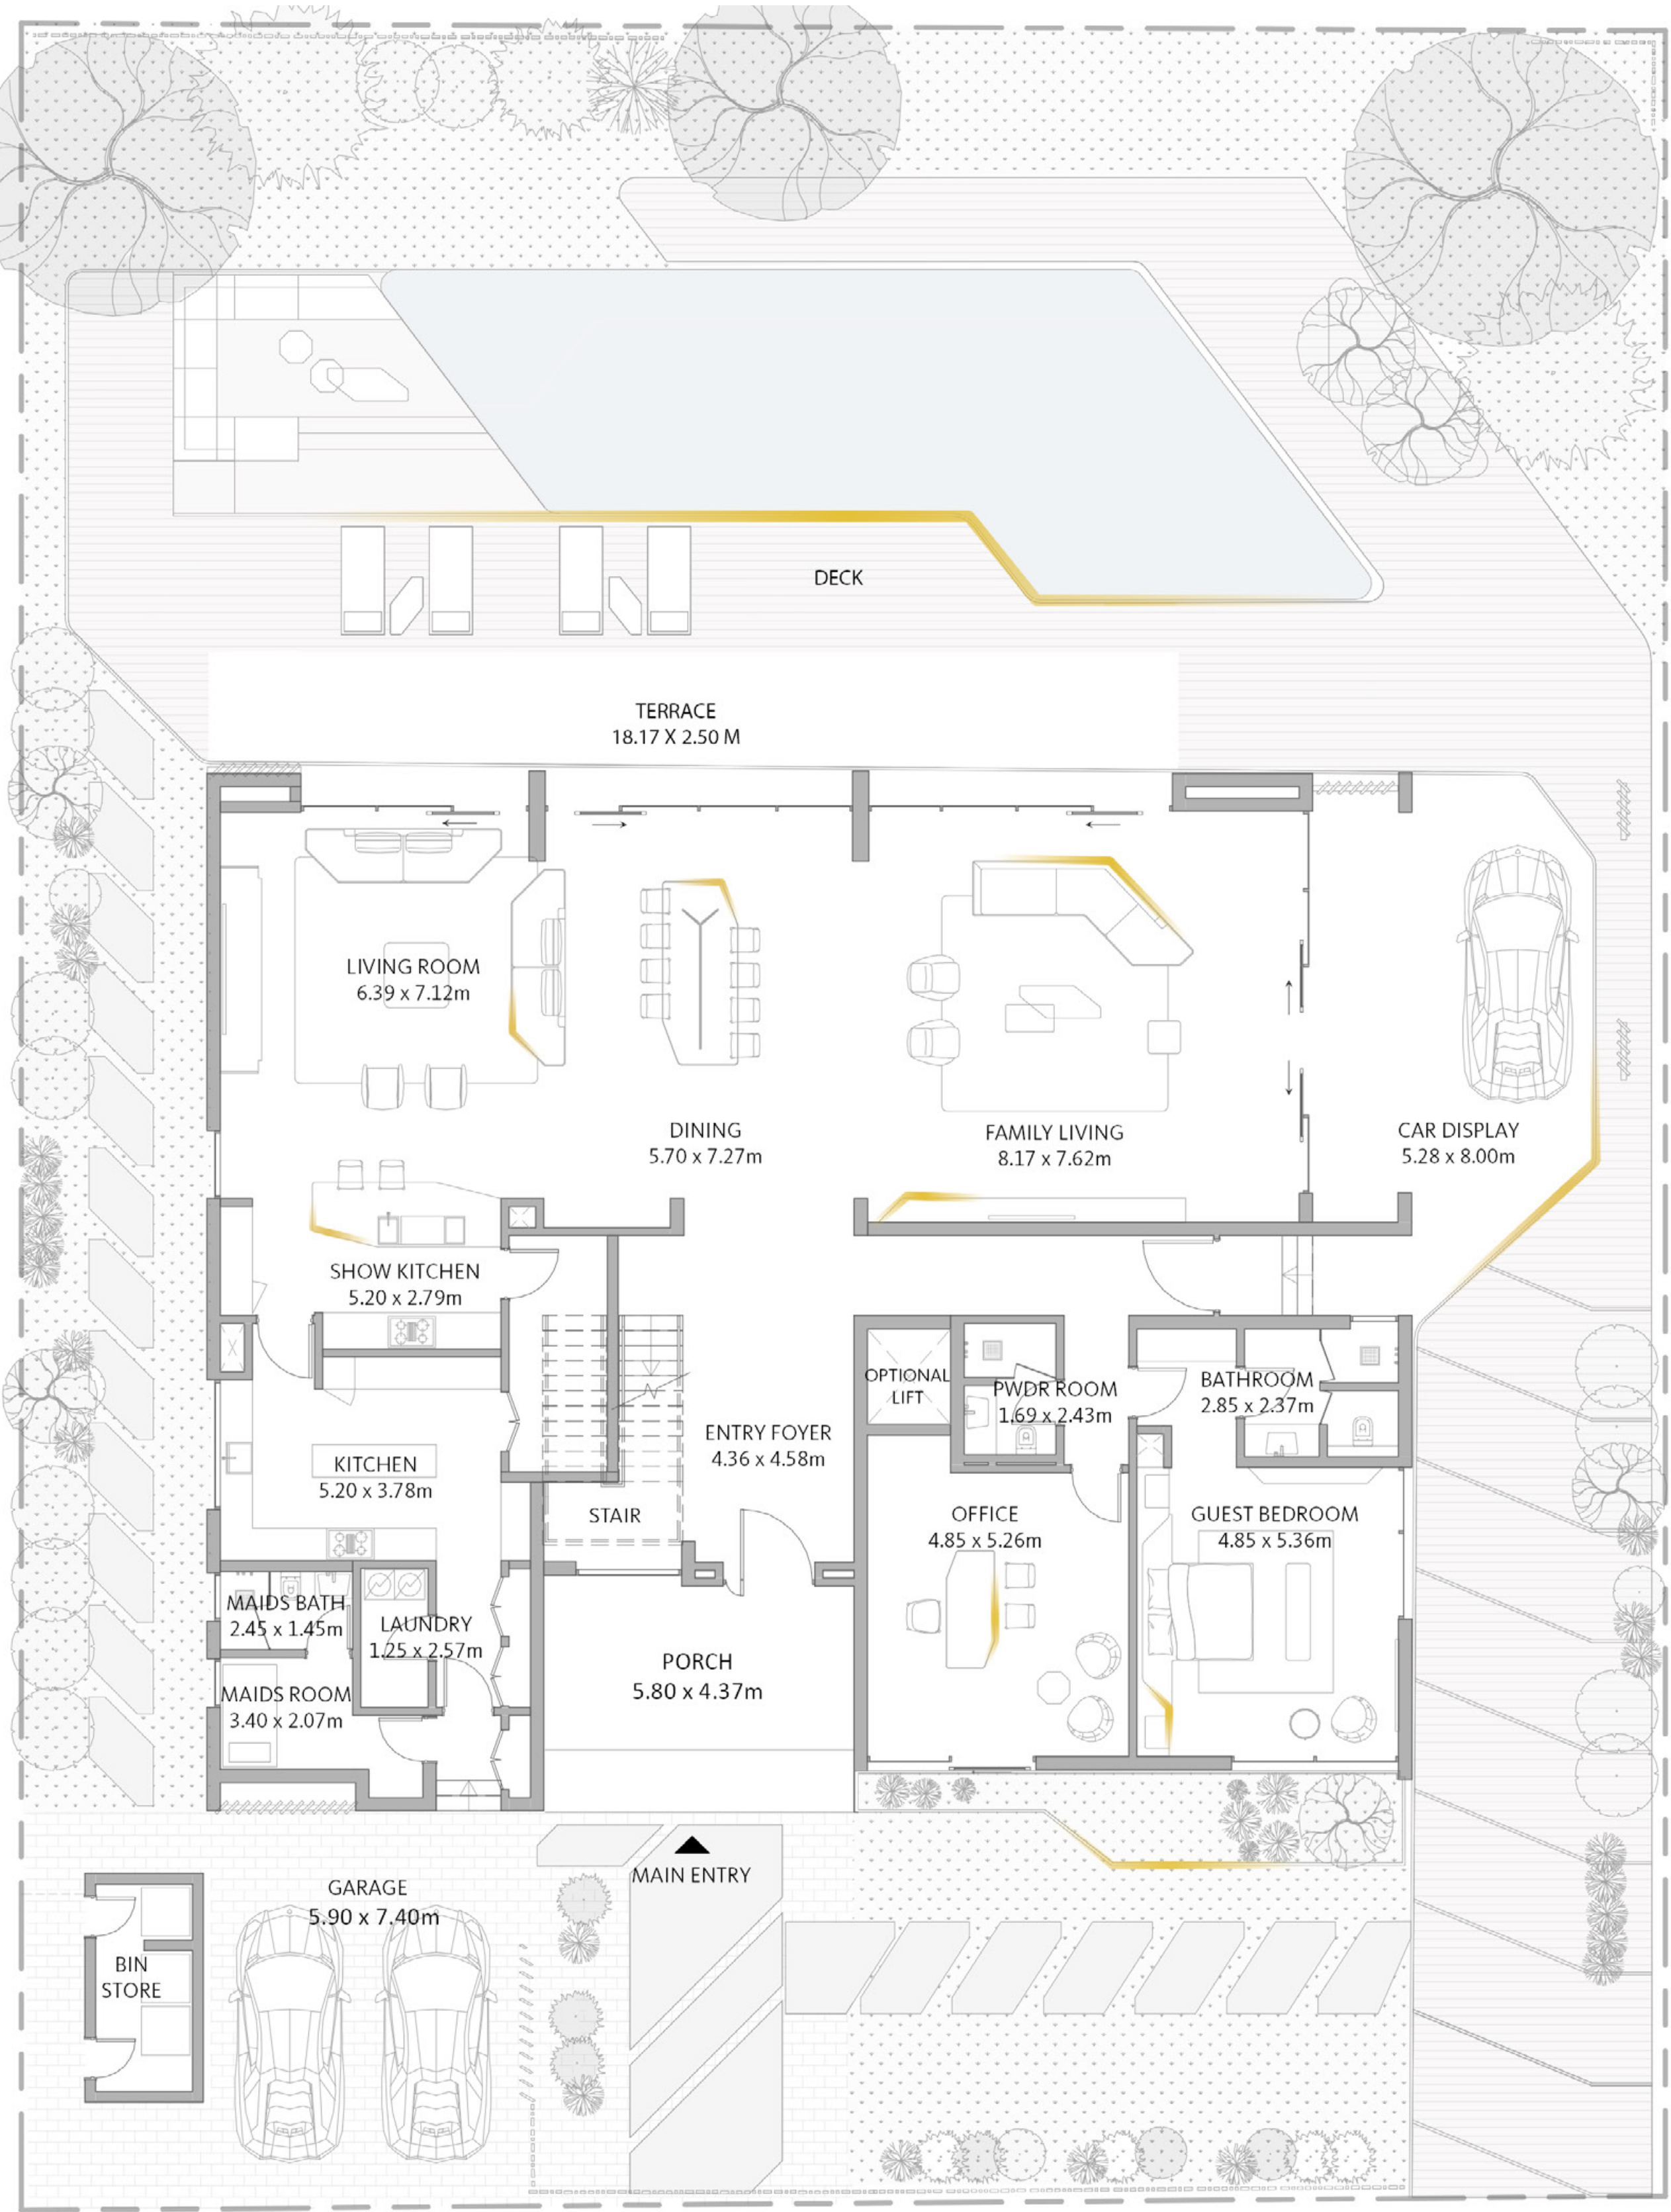 DECK
TERRACE
18.17 X 2.50 M
LIVING ROOM
6.39 x 7.12m
DINING
5.70 x 7.27m
FAMILY LIVING
8.17 x 7.62m
CAR DISPLAY
5.28 x 8.00m
SHOW KITCHEN
5.20 x 2.79m
OPTIONAL
LIFT
PWDR ROOM
1.69 x 2.43m
BATHROOM
2.85 x 2.37m
ENTRY FOYER
4.36 x 4.58m
KITCHEN
5.20 x 3.78m
STAIR
OFFICE
4.85 x 5.26m
GUEST BEDROOM
4.85 x 5.36m
MAIDS BATH
2.45 x 1.45m
LAUNDRY
1.25 x 2.57m
PORCH
5.80 x 4.37m
MAIDS ROOM
3.40 x 2.07m
MAIN ENTRY
GARAGE
5.90 x 7.40m
BIN
STORE